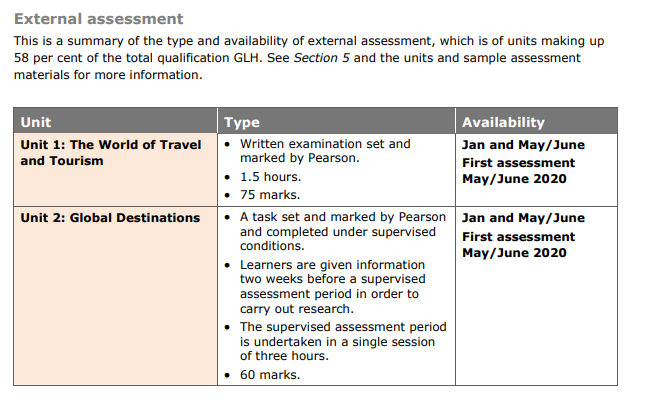 External assessment
This is a summary of the type and availability of external assessment, which is of units making up
58 per cent of the total qualification GLH. See Section 5 and the units and sample assessment
materials for more information.
Unit
Type
Availability
Unit 1: The World of Travel
and Tourism
• Written examination set and
marked by Pearson.
• 1.5 hours.
• 75 marks.
Jan and May/June
First assessment
May/June 2020
Unit 2: Global Destinations
• A task set and marked by Pearson
and completed under supervised
conditions.
• Learners are given information
two weeks before a supervised
assessment period in order to
carry out research.
• The supervised assessment period
is undertaken in a single session
of three hours.
• 60 marks.
Jan and May/June
First assessment
May/June 2020